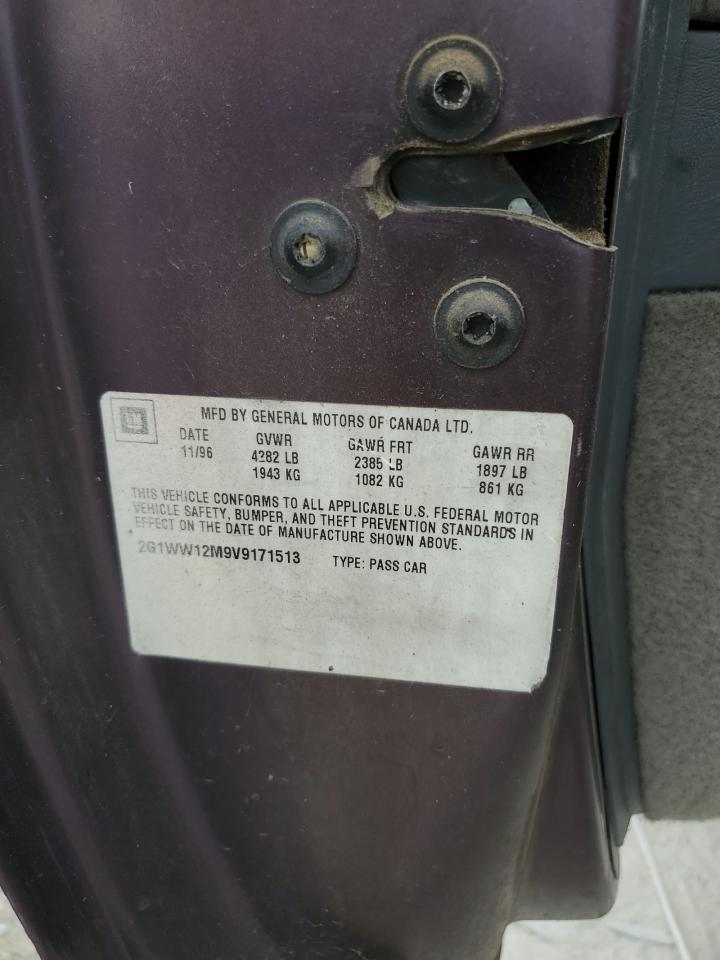 GM
MFD BY GENERAL MOTORS OF CANADA LTD.
DATE GVWR GAWR FRT GAWR RR
11/96 4282 LB 2385 LB 1897 LB
1943 KG 1082 KG 861 KG
THIS VEHICLE CONFORMS TO ALL APPLICABLE U.S. FEDERAL MOTOR
VEHICLE SAFETY, BUMPER, AND THEFT PREVENTION STANDARDS IN
EFFECT ON THE DATE OF MANUFACTURE SHOWN ABOVE.
2G1WW12M9V9171513 TYPE: PASS CAR